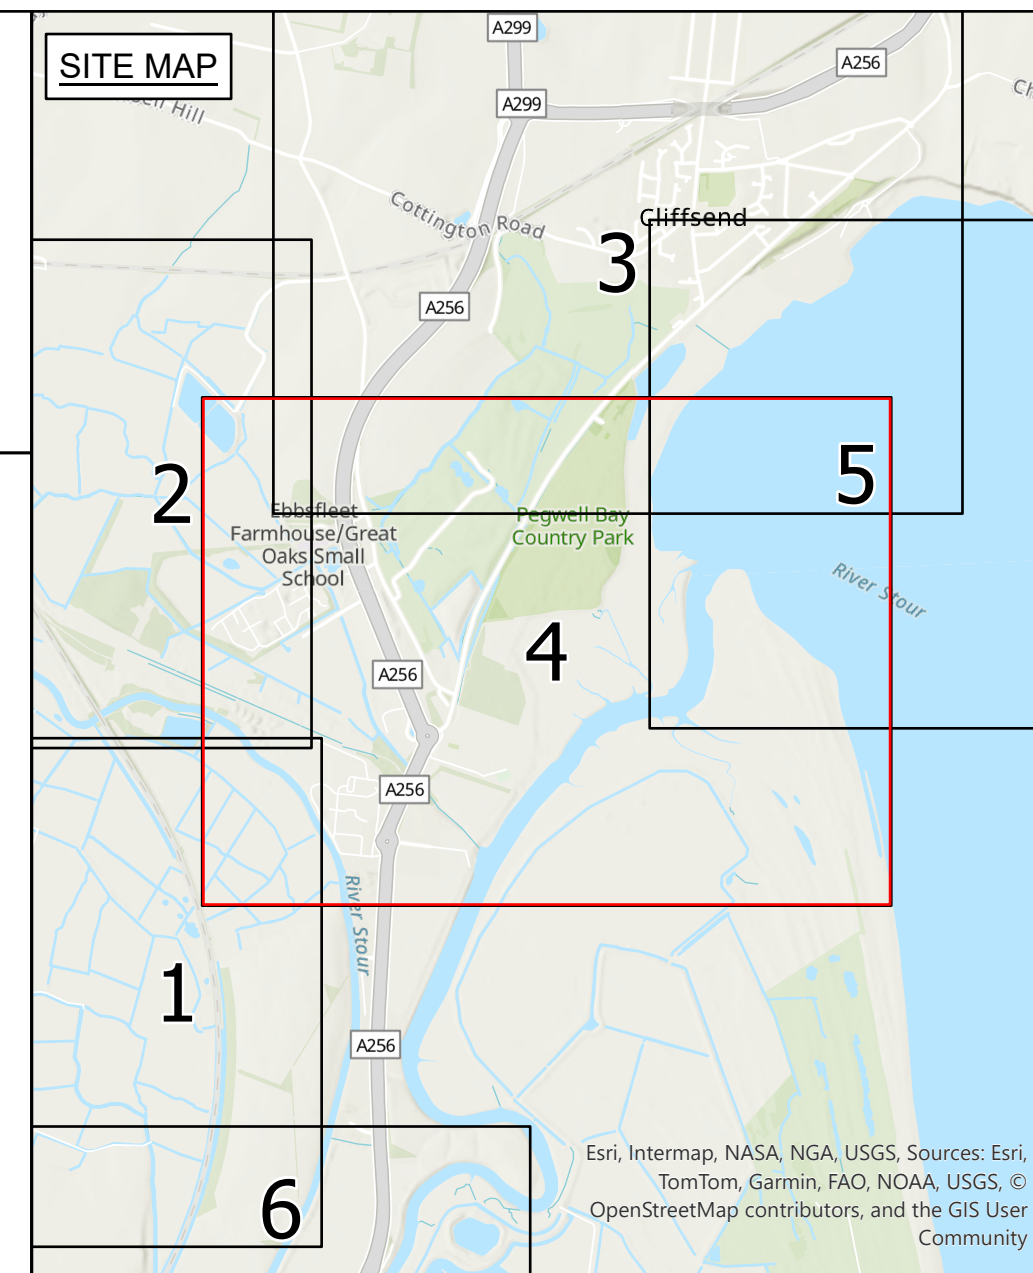 A299
SITE MAP
A256
A299
Hill
Cottington Road
Cliffsend
3
A256
5
2
Ebbsfleet
Farmhouse/Great
Oaks Small
School
Pegwell Bay
Country Park
River Stour
4
A256
A256
River Stour
1
A256
Esri, Intermap, NASA, NGA, USGS, Sources: Esri,
TomTom, Garmin, FAO, NOAA, USGS, ©
OpenStreetMap contributors, and the GIS User
Community
6